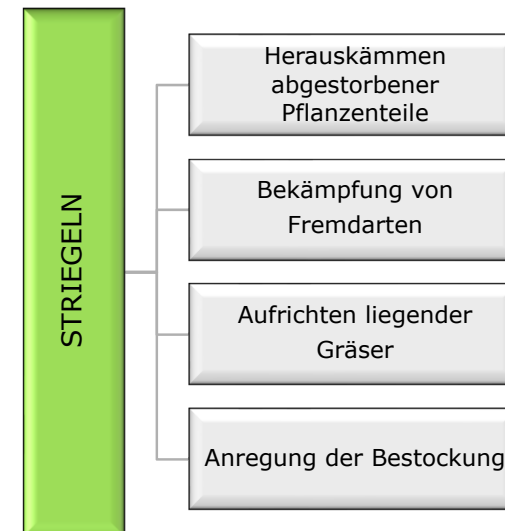 STRIEGELN
Herauskämmen
abgestorbener
Pflanzenteile
Bekämpfung von
Fremdarten
Aufrichten liegender
Gräser
Anregung der Bestockung